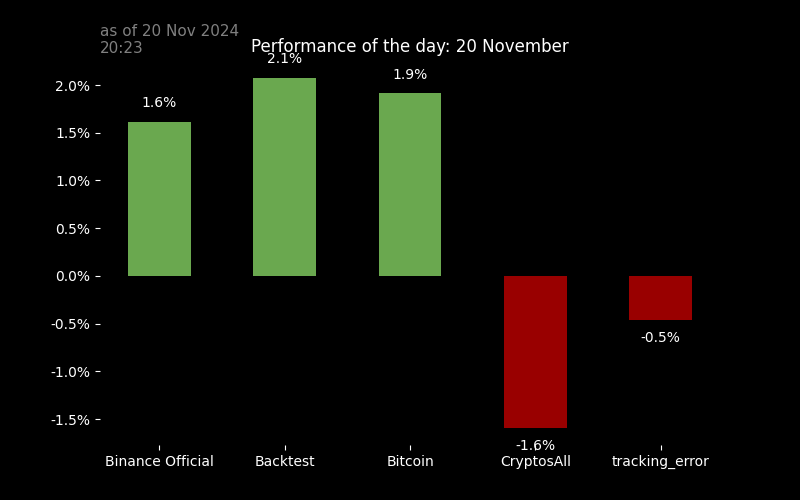 as of 20 Nov 2024
20:23
Performance of the day: 20 November
2.1%
1.9%
1.6%
2.0%
1.5%
1.0%
0.5%
0.0%
-0.5%
-1.0%
-1.5%
-0.5%
-1.6%
Binance Official
Backtest
Bitcoin
CryptosAll
tracking_error